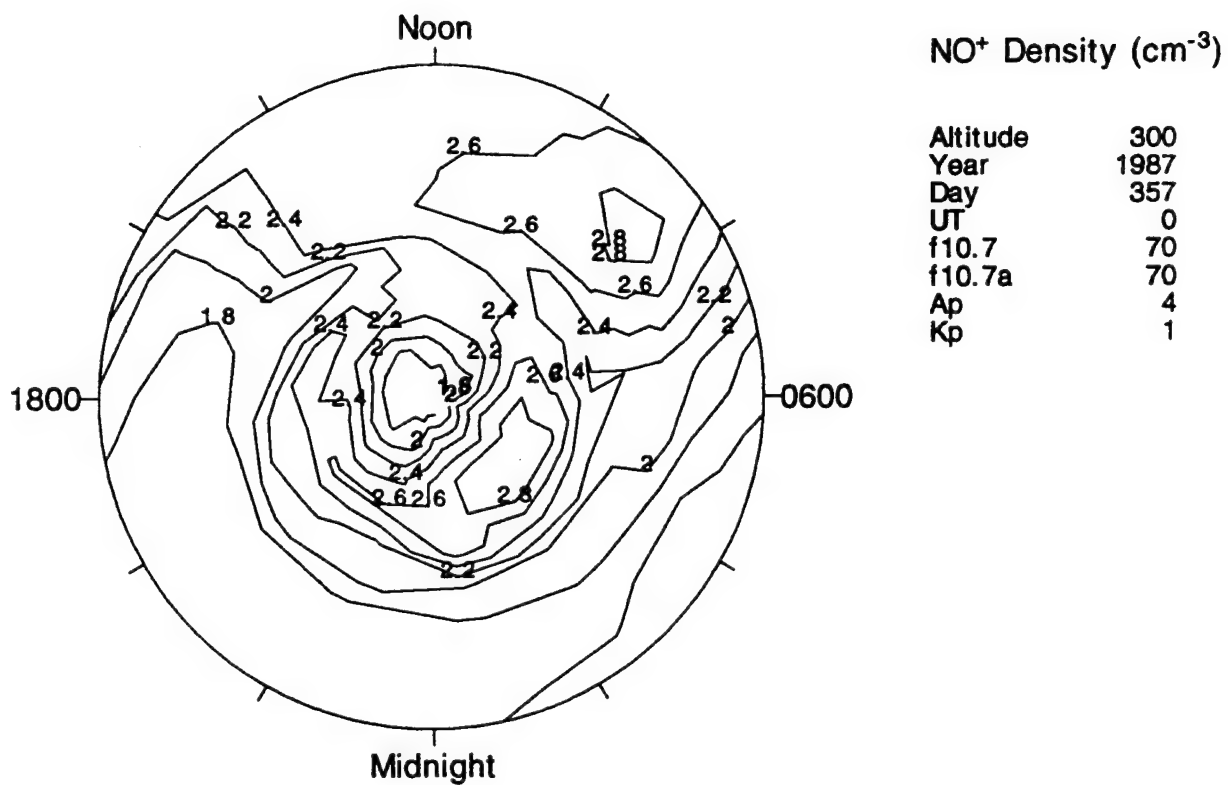 Noon
NO+ Density (cm-3)
Altitude 300
Year 1987
Day 357
UT 0
f10.7 70
f10.7a 70
Ap 4
Kp 1
2.6
2.2 2.4 2.6
2.2 2.8
2.8
2 2.6
2.2
1.8 2.4 2.2 2.4 2.4 2
2 2.2
2.4
1800 2.4 0600
2
2.4 2
2.6 2.6 2.8
2.2
Midnight